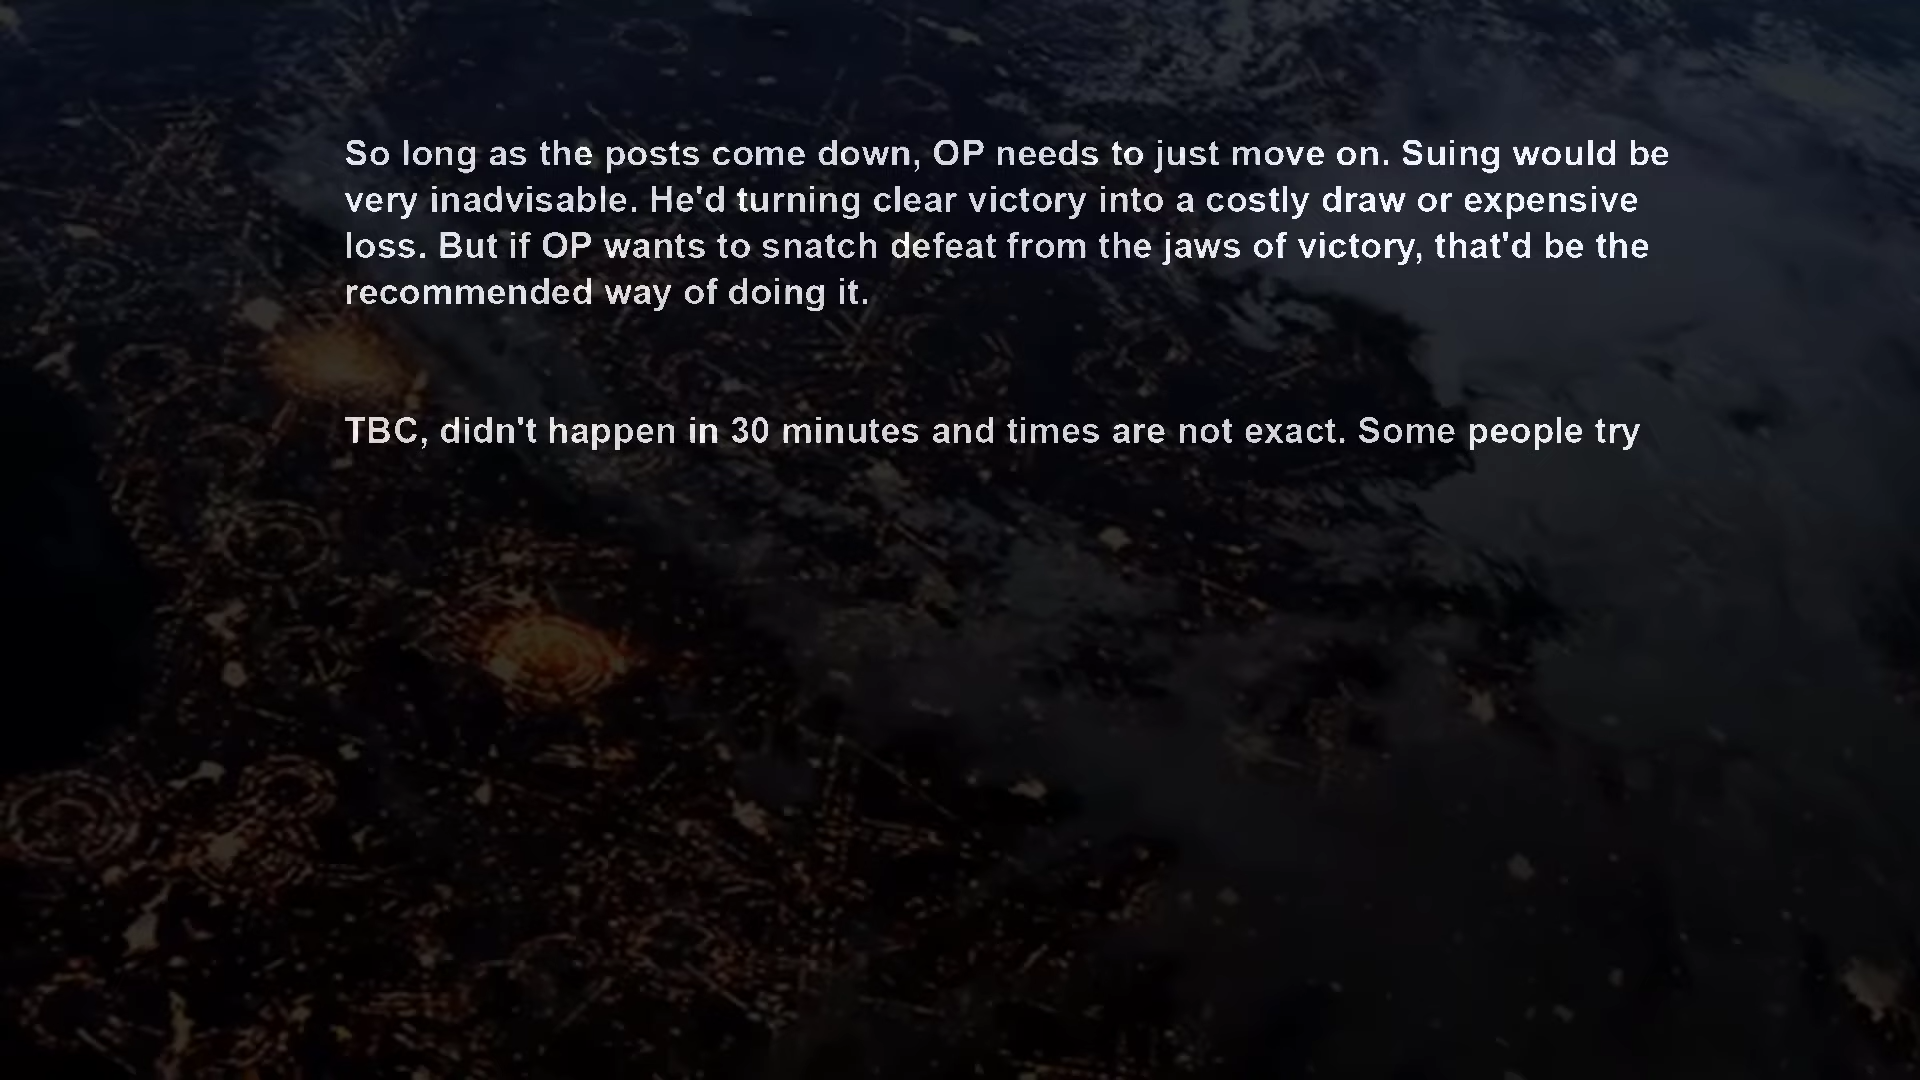 So long as the posts come down, OP needs to just move on. Suing would be
very inadvisable. He'd turning clear victory into a costly draw or expensive
loss. But if OP wants to snatch defeat from the jaws of victory, that'd be the
recommended way of doing it.
TBC, didn't happen in 30 minutes and times are not exact. Some people try